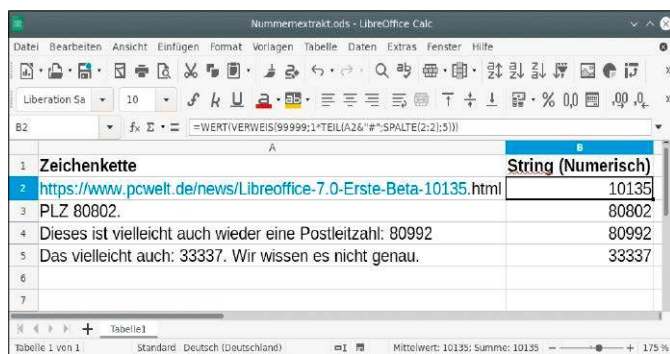 Nummernextrakt.ods - LibreOffice Calc
Datei Bearbeiten Ansicht Einfügen Format Vorlagen Tabelle Daten Extras Fenster Hilfe
Liberation Sa 10 F K U % 0,0
B2 fx Σ = =WERT(VERWEIS(99999;1*TEIL(A2&"#";SPALTE(2:2);5)))
A B
1 Zeichenkette String (Numerisch)
2 https://www.pcwelt.de/news/Libreoffice-7.0-Erste-Beta-10135.html 10135
3 PLZ 80802. 80802
4 Dieses ist vielleicht auch wieder eine Postleitzahl: 80992 80992
5 Das vielleicht auch: 33337. Wir wissen es nicht genau. 33337
6
7
Tabelle1
Tabelle 1 von 1 Standard Deutsch (Deutschland) Mittelwert: 10135; Summe: 10135 175 %